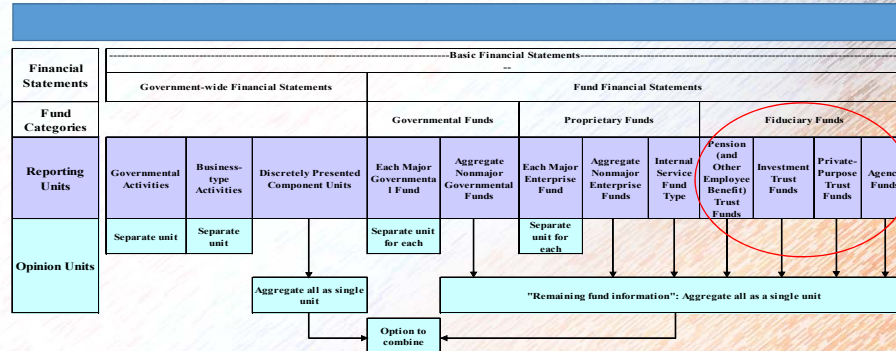 ---Basic Financial Statements---
--
Financial
Statements
Government-wide Financial Statements
Fund Financial Statements
Fund
Categories
Governmental Funds
Proprietary Funds
Fiduciary Funds
Reporting
Units
Governmental
Activities
Business-
type
Activities
Discretely Presented
Component Units
Each Major
Governmenta
l Fund
Aggregate
Nonmajor
Governmental
Funds
Each Major
Enterprise
Fund
Aggregate
Nonmajor
Enterprise
Funds
Internal
Service
Fund
Type
Pension
(and
Other
Employee
Benefit)
Trust
Funds
Investment
Trust
Funds
Private-
Purpose
Trust
Funds
Agenc
Funds
Opinion Units
Separate unit
Separate
unit
Separate unit
for each
Separate
unit for
each
Aggregate all as single
unit
"Remaining fund information": Aggregate all as a single unit
Option to
combine